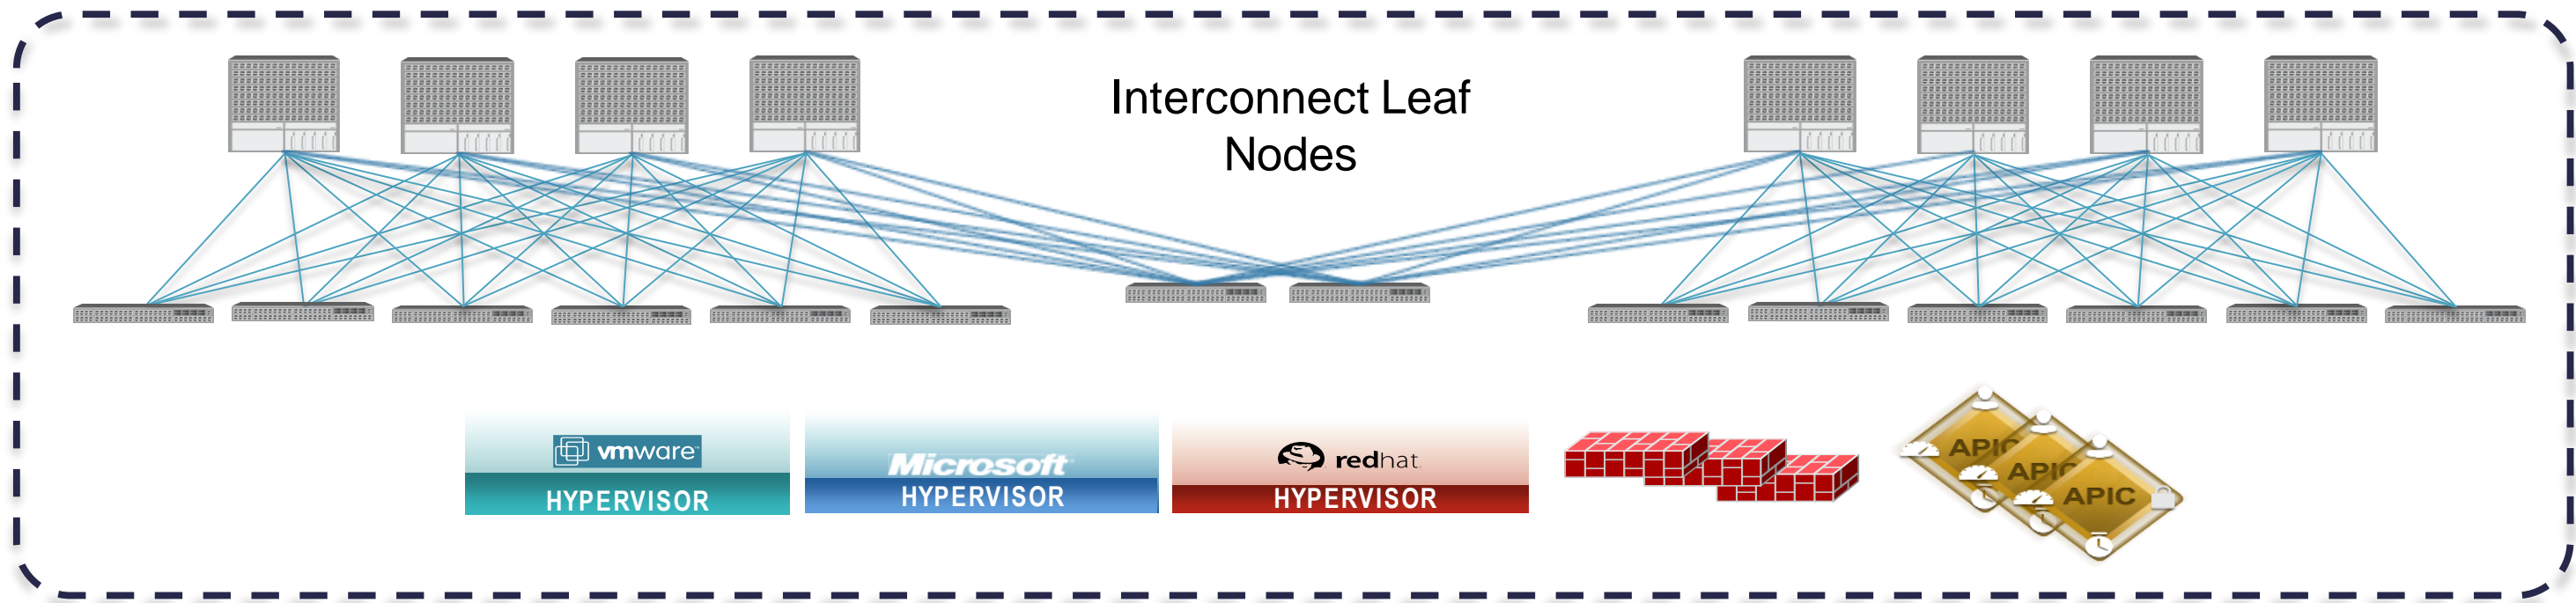 Interconnect Leaf
Nodes
vmware
HYPERVISOR
Microsoft
HYPERVISOR
redhat
HYPERVISOR
APIC
APIC
APIC